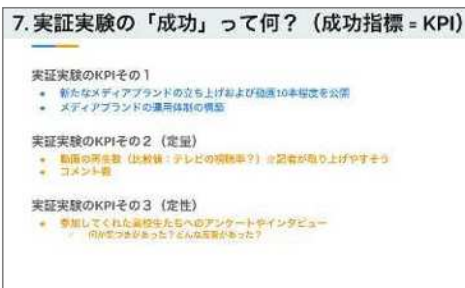 7. 実証実験の「成功」って何？（成功指標 = KPI）
実証実験のKPIその１
新たなメディアブランドの立ち上げおよび動画10本程度を公開
メディアブランドの運用体制の構築
実証実験のKPIその２（定量）
動画の再生数（比較値：テレビの視聴率？）※記者が取り上げやすそう
コメント数
実証実験のKPIその３（定性）
参加してくれた高校生たちへのアンケートやインタビュー
何か気づきがあった？どんな反響があった？